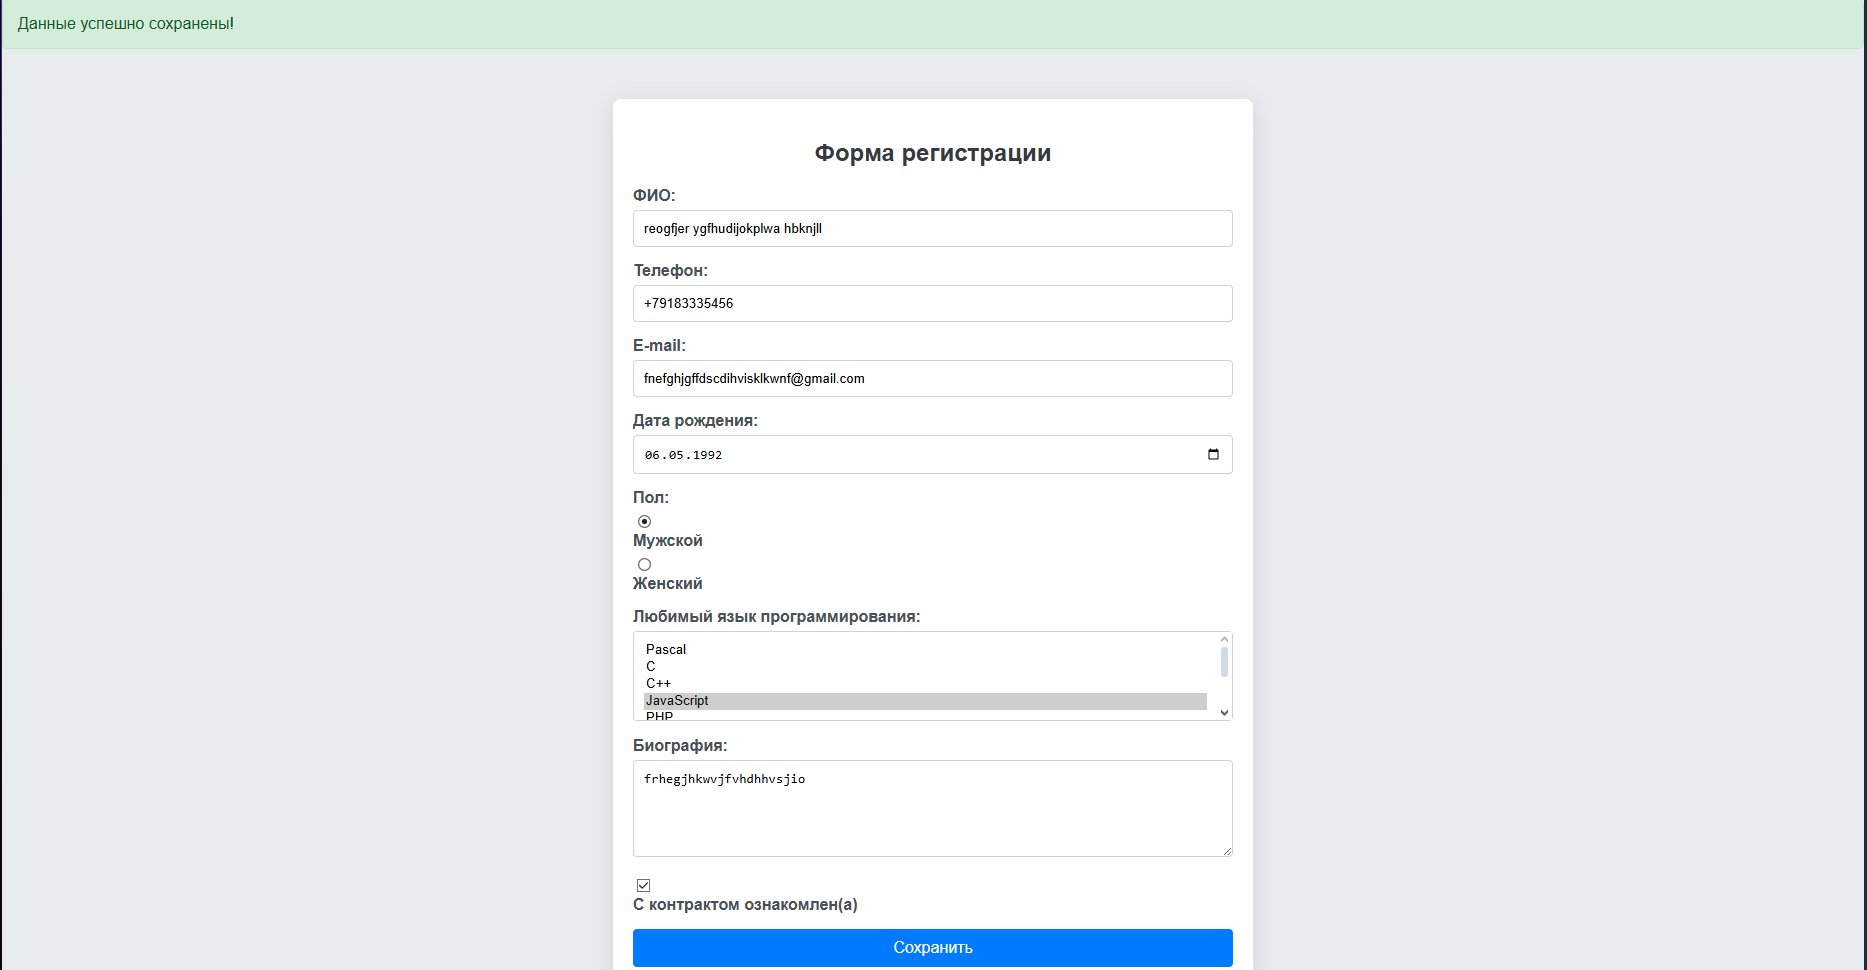 Данные успешно сохранены!
Форма регистрации
ФИО:
reogfjer ygfhudijokplwa hbknjll
Телефон:
+79183335456
E-mail:
fnefghjgffdscdihvisklkwnf@gmail.com
Дата рождения:
06.05.1992
Пол:
Мужской
Женский
Любимый язык программирования:
Pascal
C
C++
JavaScript
PHP
Биография:
frhegjhkwvjfvhdhhvsjio
С контрактом ознакомлен(а)
Сохранить